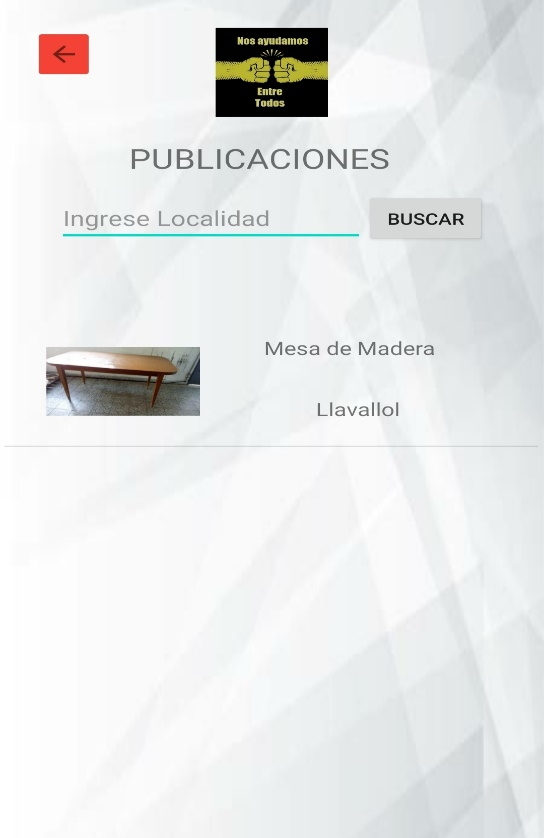 Nos ayudamos
Entre
Todos
PUBLICACIONES
Ingrese Localidad
BUSCAR
Mesa de Madera
Llavallol